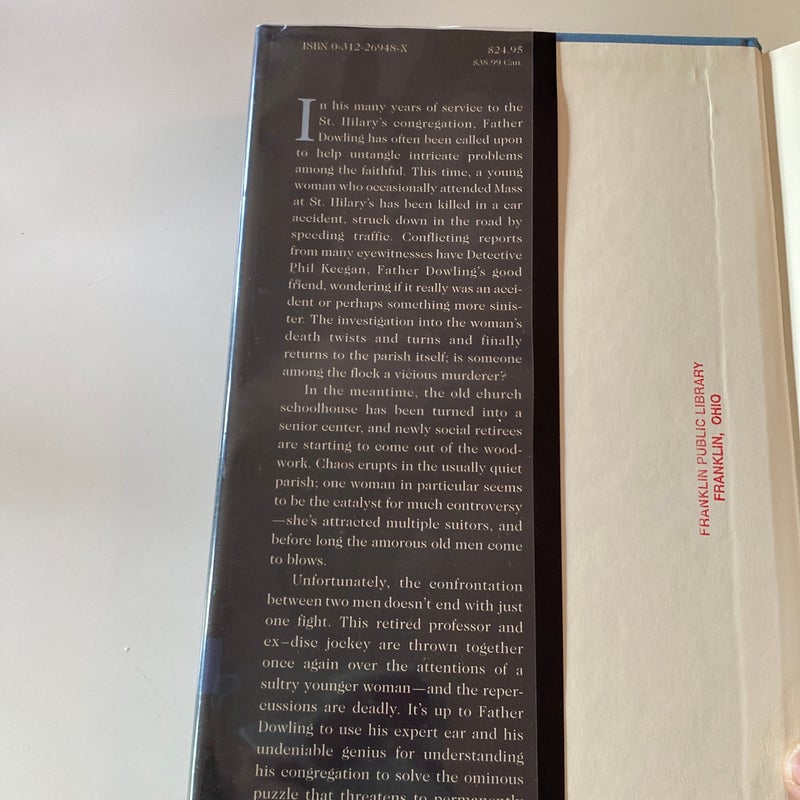 ISBN 0-312-26948-X
$24.95
$38.99 Can.
In his many years of service to the
St. Hilary's congregation, Father
Dowling has often been called upon
to help untangle intricate problems
among the faithful. This time, a young
woman who occasionally attended Mass
at St. Hilary's has been killed in a car
accident, struck down in the road by
speeding traffic. Conflicting reports
from many eyewitnesses have Detective
Phil Keegan, Father Dowling's good
friend, wondering if it really was an acci-
dent or perhaps something more sinis-
ter. The investigation into the woman's
death twists and turns and finally
returns to the parish itself; is someone
among the flock a vicious murderer?
In the meantime, the old church
schoolhouse has been turned into a
senior center, and newly social retirees
are starting to come out of the wood-
work. Chaos erupts in the usually quiet
parish; one woman in particular seems
to be the catalyst for much controversy
—she's attracted multiple suitors, and
before long the amorous old men come
to blows.
Unfortunately, the confrontation
between two men doesn't end with just
one fight. This retired professor and
ex–disc jockey are thrown together
once again over the attentions of a
sultry younger woman—and the reper-
cussions are deadly. It's up to Father
Dowling to use his expert ear and his
undeniable genius for understanding
his congregation to solve the ominous
puzzle that threatens to permanently
FRANKLIN PUBLIC LIBRARY
FRANKLIN, OHIO